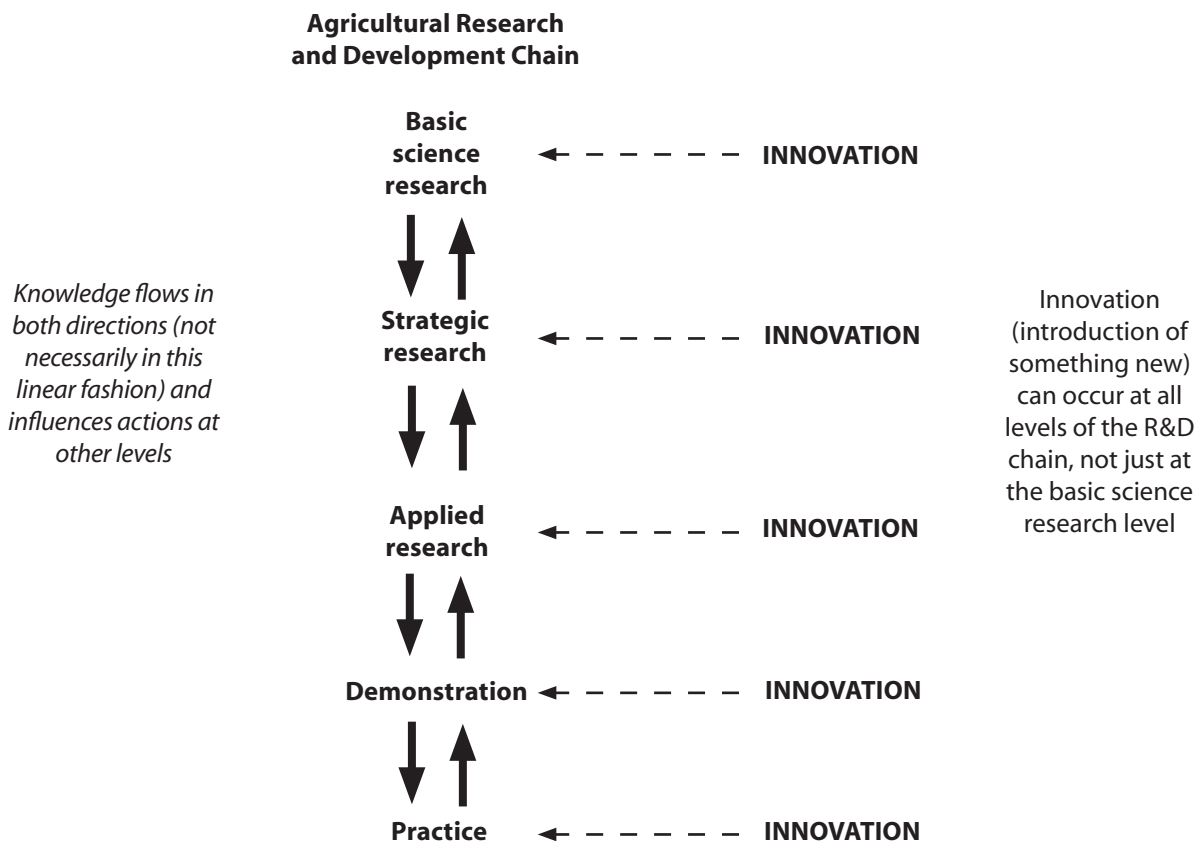 Agricultural Research
and Development Chain
Basic
science
research
INNOVATION
Knowledge flows in
both directions (not
necessarily in this
linear fashion) and
influences actions at
other levels
Strategic
research
INNOVATION
Innovation
(introduction of
something new)
can occur at all
levels of the R&D
chain, not just at
the basic science
research level
Applied
research
INNOVATION
Demonstration
INNOVATION
Practice
INNOVATION